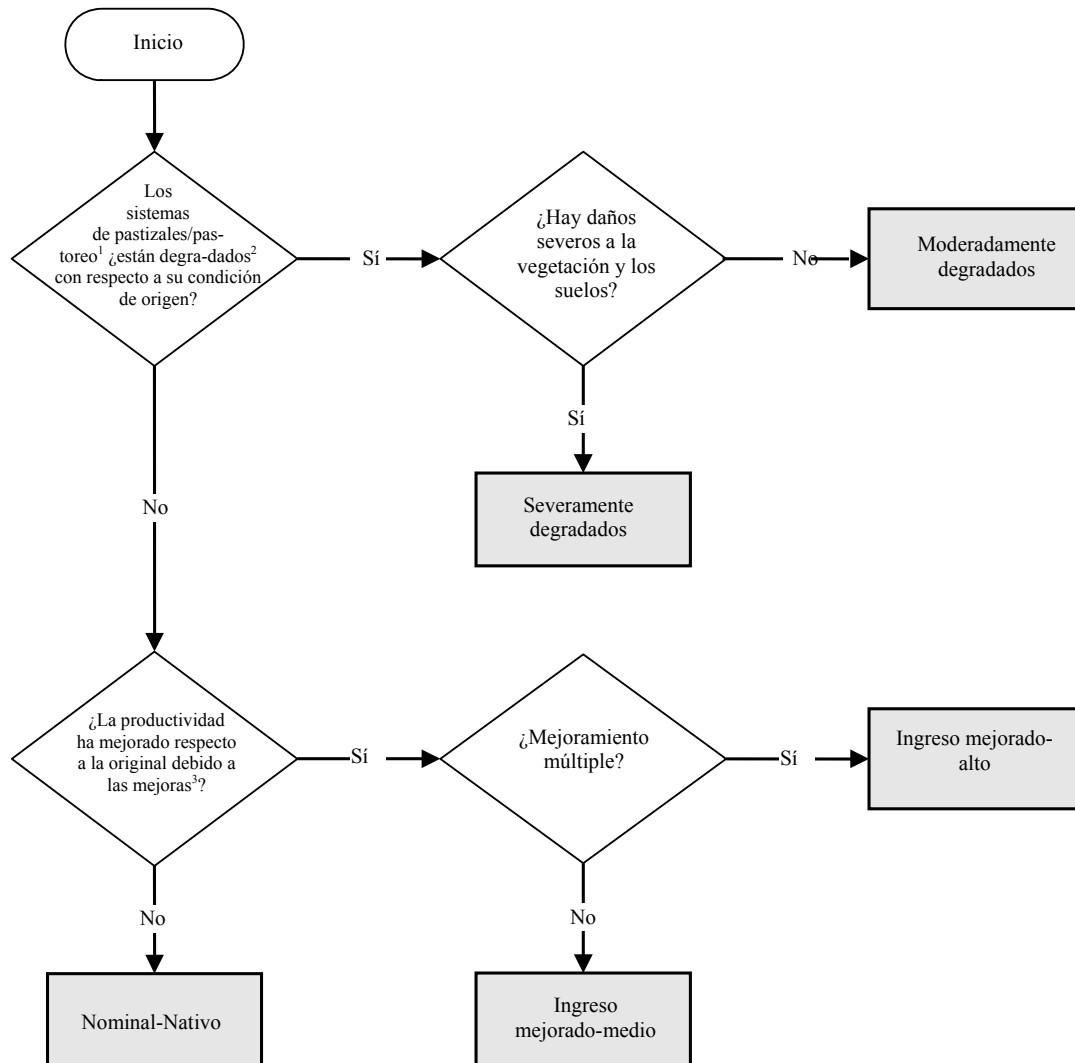 Inicio
Los
sistemas
de pastizales/pas-
toreo¹ ¿están degra-dados²
con respecto a su condición
de origen?
Sí
¿Hay daños
severos a la
vegetación y los
suelos?
No
Moderadamente
degradados
Sí
Severamente
degradados
No
¿La productividad
ha mejorado respecto
a la original debido a
las mejoras³?
Sí
¿Mejoramiento
múltiple?
Sí
Ingreso mejorado-
alto
No
Nominal-Nativo
No
Ingreso
mejorado-medio